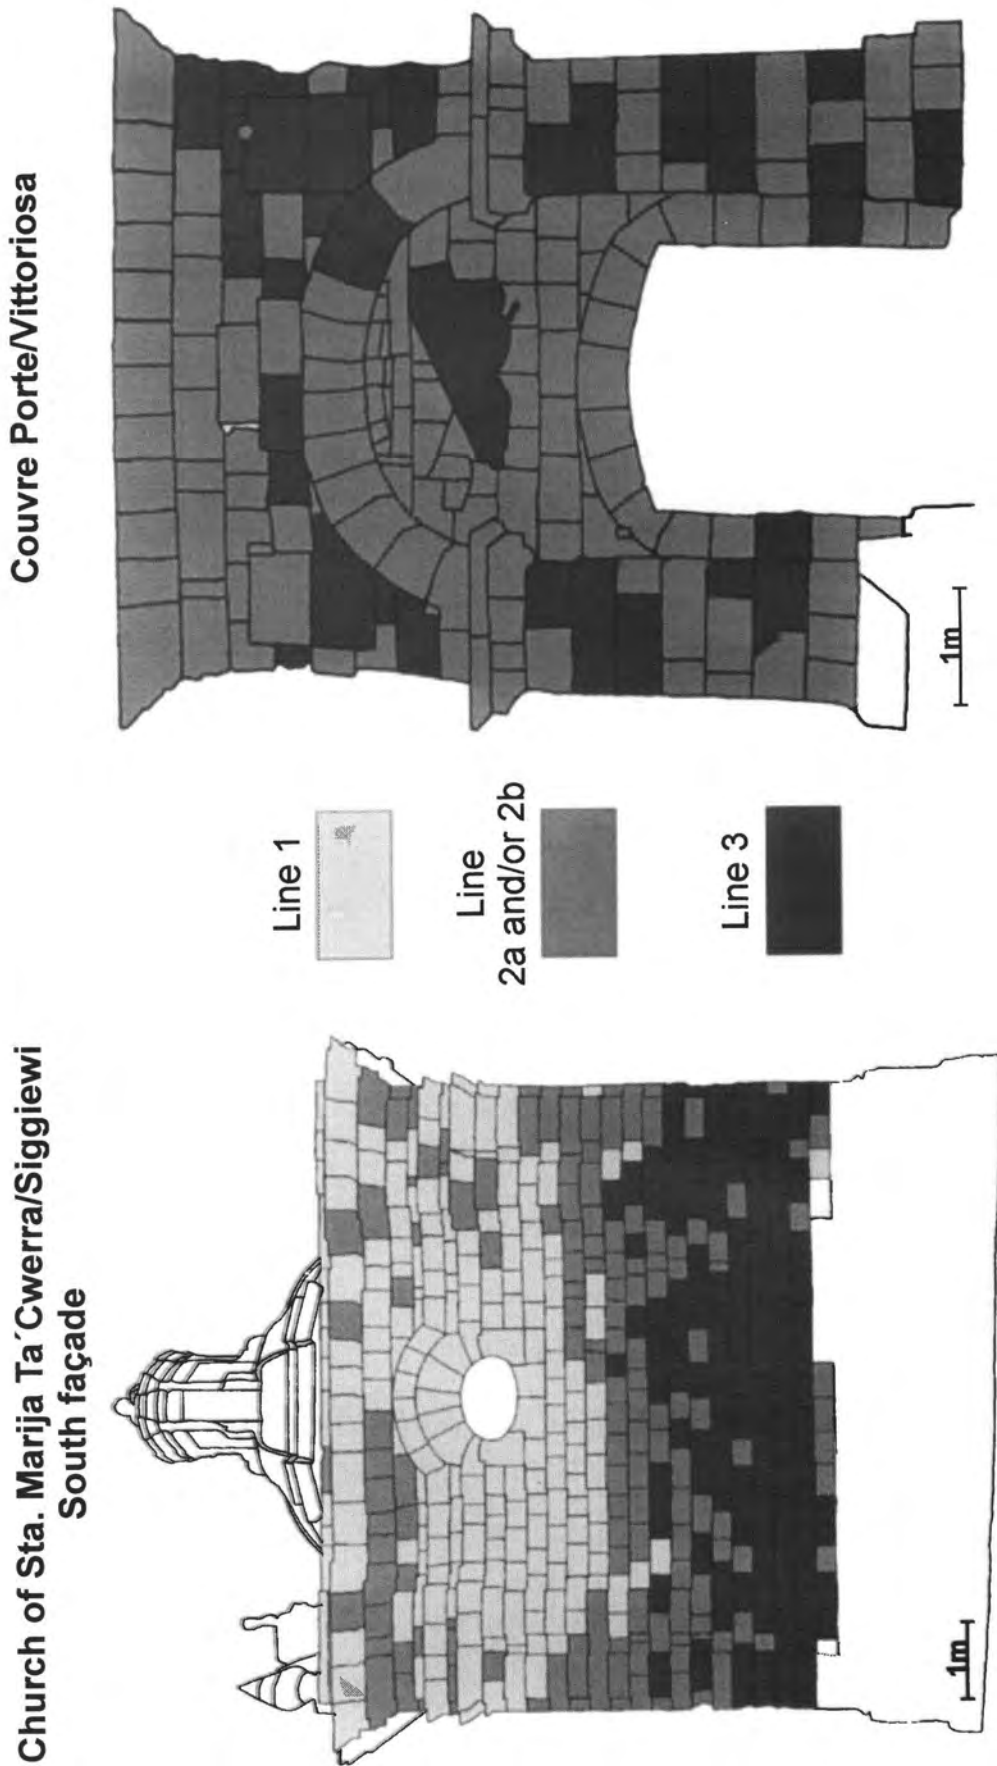 Church of Sta. Marija Ta´Cwerra/Siggiewi
South façade
1m
Line 1
Line
2a and/or 2b
Line 3
Couvre Porte/Vittoriosa
1m